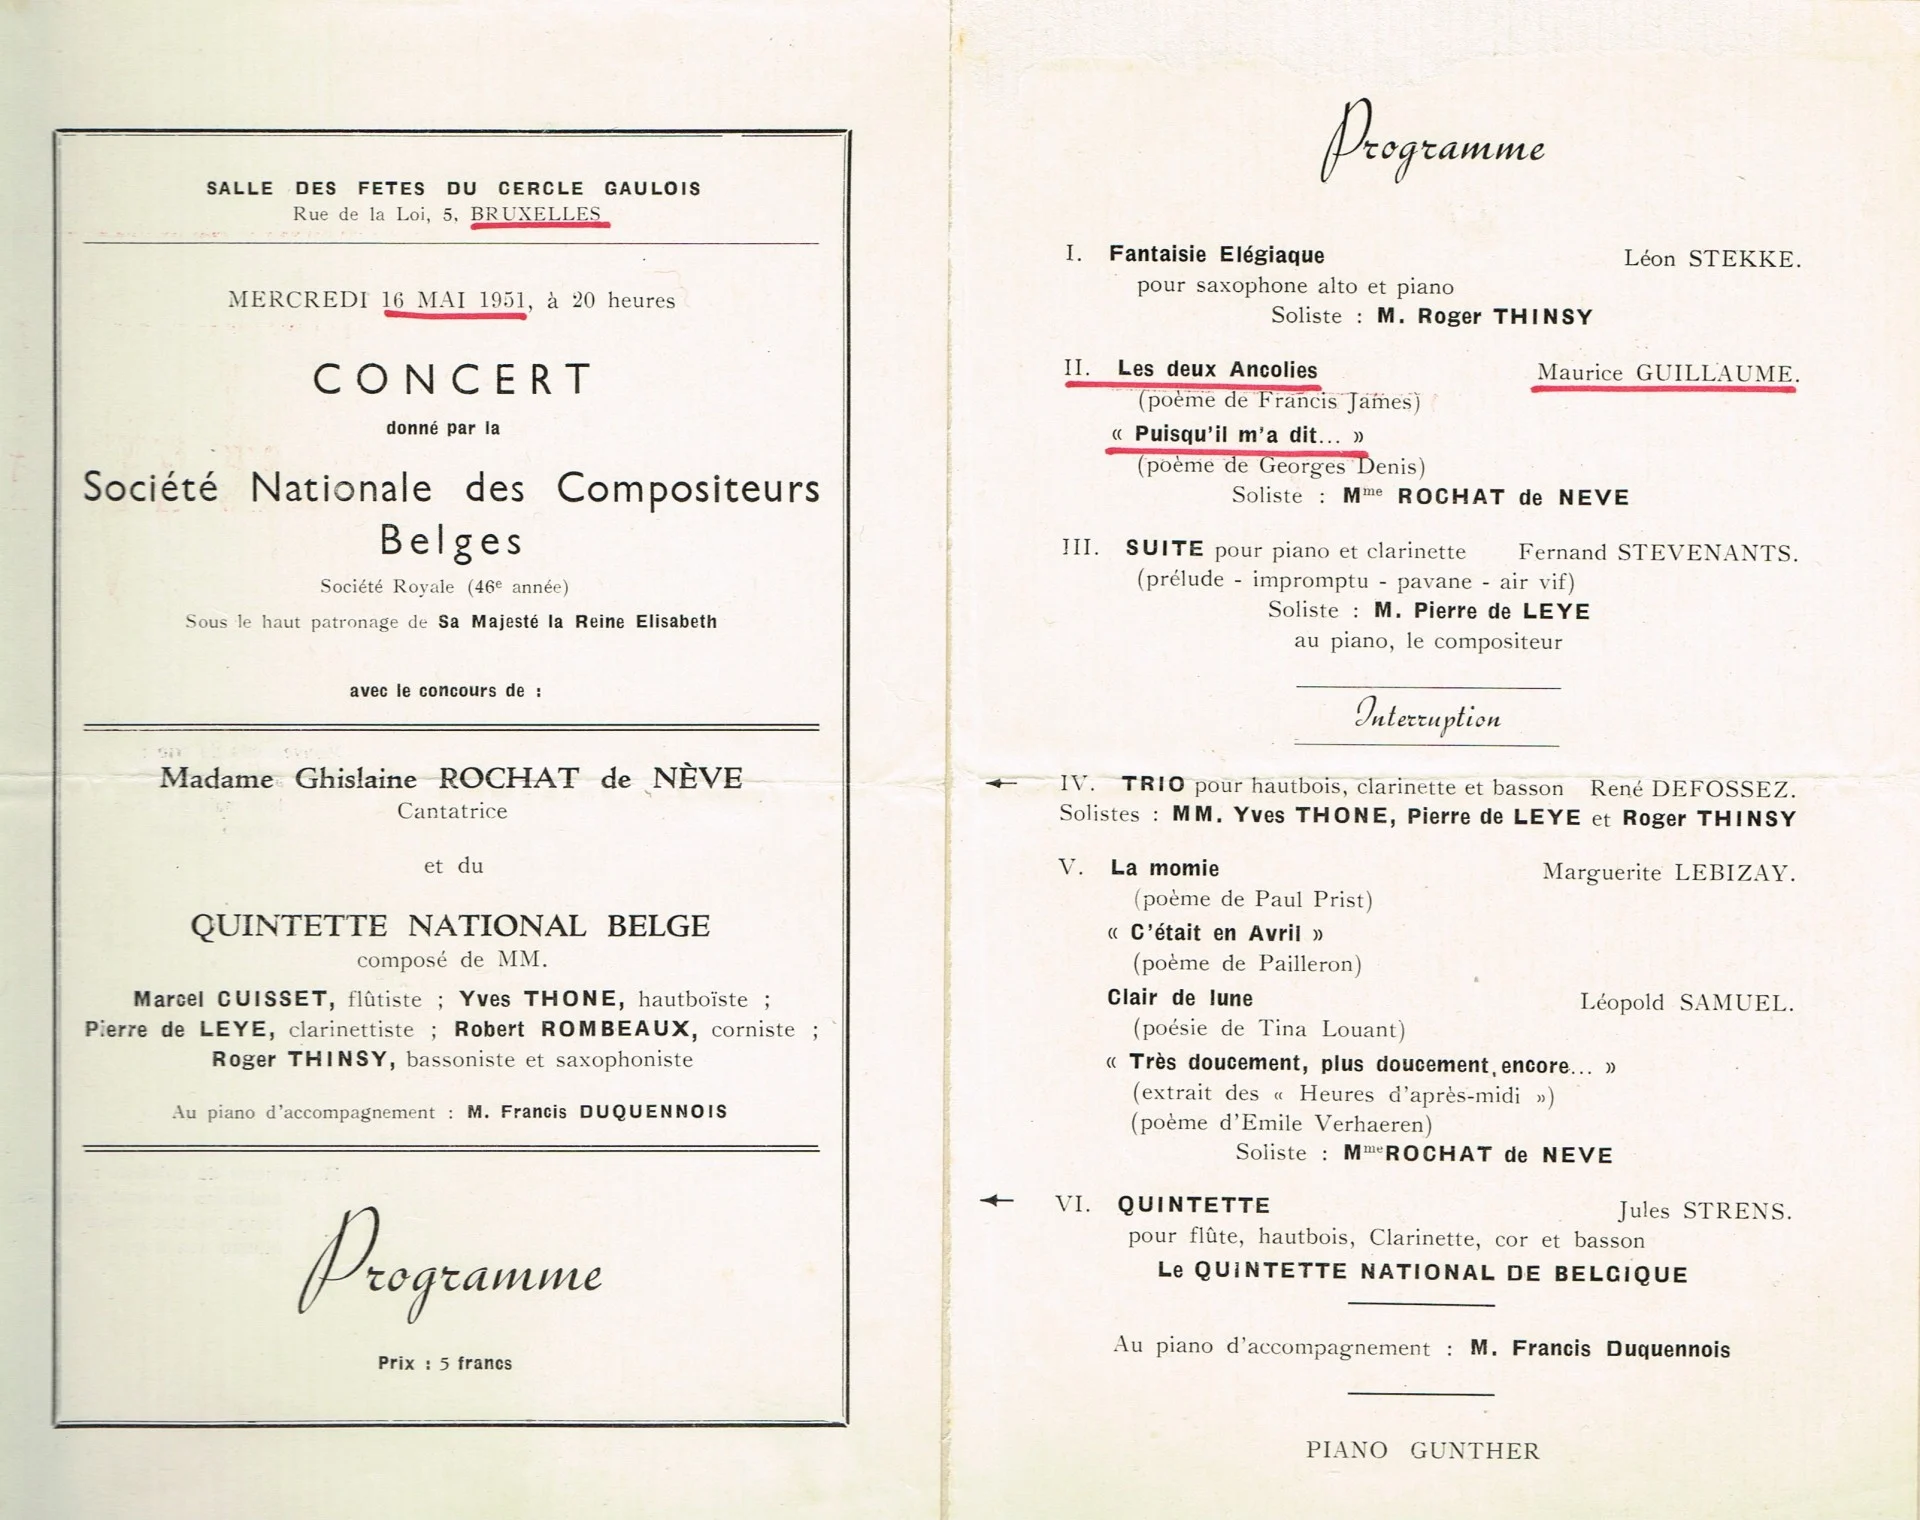 SALLE DES FETES DU CERCLE GAULOIS
Rue de la Loi, 5, BRUXELLES
MERCREDI 16 MAI 1951, à 20 heures
CONCERT
donné par la
Société Nationale des Compositeurs
Belges
Société Royale (46e année)
Sous le haut patronage de Sa Majesté la Reine Elisabeth
avec le concours de :
Madame Ghislaine ROCHAT de NÈVE
Cantatrice
et du
QUINTETTE NATIONAL BELGE
composé de MM.
Marcel CUISSET, flûtiste ; Yves THONE, hautboïste ;
Pierre de LEYE, clarinettiste ; Robert ROMBEAUX, corniste ;
Roger THINSY, bassoniste et saxophoniste
Au piano d'accompagnement : M. Francis DUQUENNOIS
Programme
Prix : 5 francs
Programme
I. Fantaisie Elégiaque Léon STEKKE.
pour saxophone alto et piano
Soliste : M. Roger THINSY
II. Les deux Ancolies Maurice GUILLAUME.
(poème de Francis James)
« Puisqu'il m'a dit... »
(poème de Georges Denis)
Soliste : Mme ROCHAT de NEVE
III. SUITE pour piano et clarinette Fernand STEVENANTS.
(prélude - impromptu - pavane - air vif)
Soliste : M. Pierre de LEYE
au piano, le compositeur
Interruption
← IV. TRIO pour hautbois, clarinette et basson René DEFOSSEZ.
Solistes : MM. Yves THONE, Pierre de LEYE et Roger THINSY
V. La momie Marguerite LEBIZAY.
(poème de Paul Prist)
« C'était en Avril »
(poème de Pailleron)
Clair de lune Léopold SAMUEL.
(poésie de Tina Louant)
« Très doucement, plus doucement, encore... »
(extrait des « Heures d'après-midi »)
(poème d'Emile Verhaeren)
Soliste : Mme ROCHAT de NEVE
← VI. QUINTETTE Jules STRENS.
pour flûte, hautbois, Clarinette, cor et basson
Le QUINTETTE NATIONAL DE BELGIQUE
Au piano d'accompagnement : M. Francis Duquennois
PIANO GUNTHER